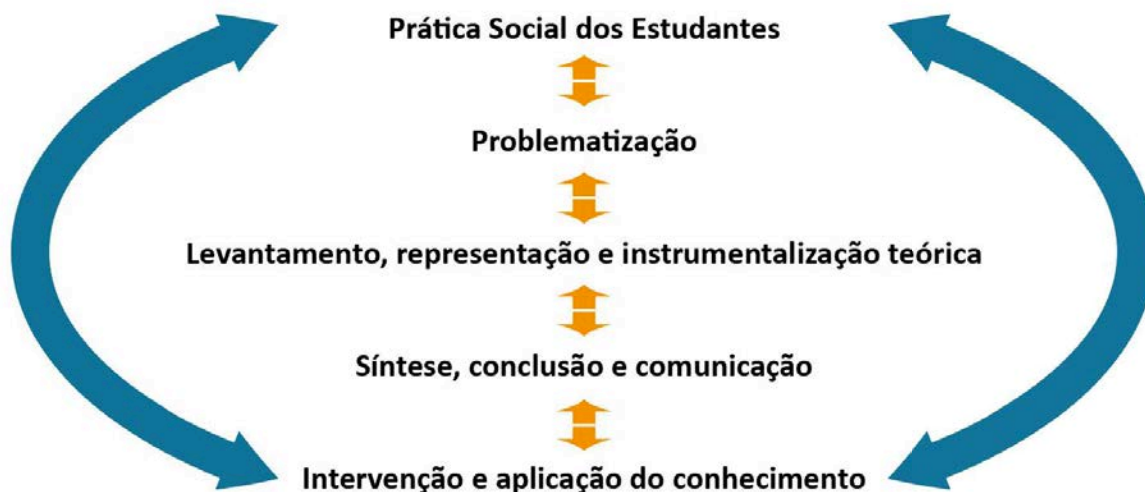 Prática Social dos Estudantes
Problematização
Levantamento, representação e instrumentalização teórica
Síntese, conclusão e comunicação
Intervenção e aplicação do conhecimento